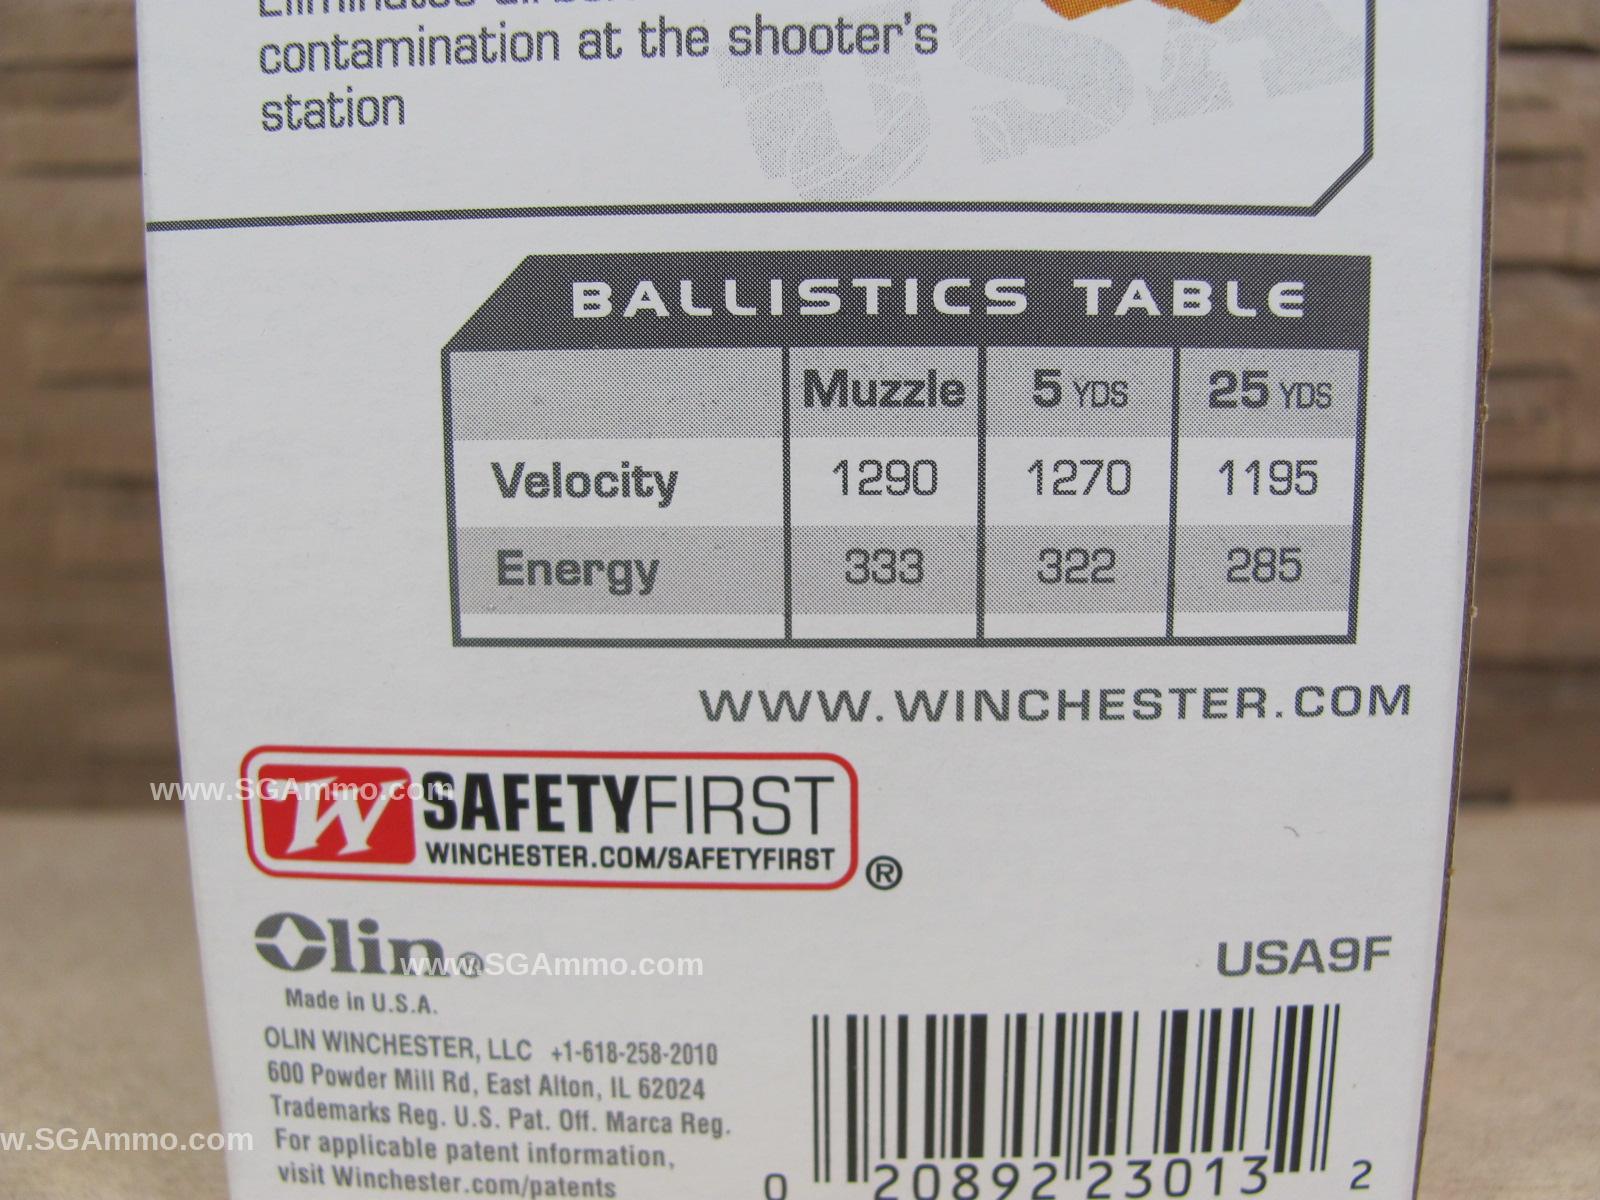 Eliminates
contamination at the shooter's
station
USA
BALLISTICS TABLE
Muzzle 5 YDS 25 YDS
Velocity 1290 1270 1195
Energy 333 322 285
WWW.WINCHESTER.COM
W SAFETYFIRST
WINCHESTER.COM/SAFETYFIRST ®
www.SGAmmo.com
Olin®
www.SGAmmo.com
USA9F
Made in U.S.A.
OLIN WINCHESTER, LLC +1-618-258-2010
600 Powder Mill Rd, East Alton, IL 62024
Trademarks Reg. U.S. Pat. Off. Marca Reg.
w.SGAmmo.com
For applicable patent information,
visit Winchester.com/patents
0 20892 23013 2